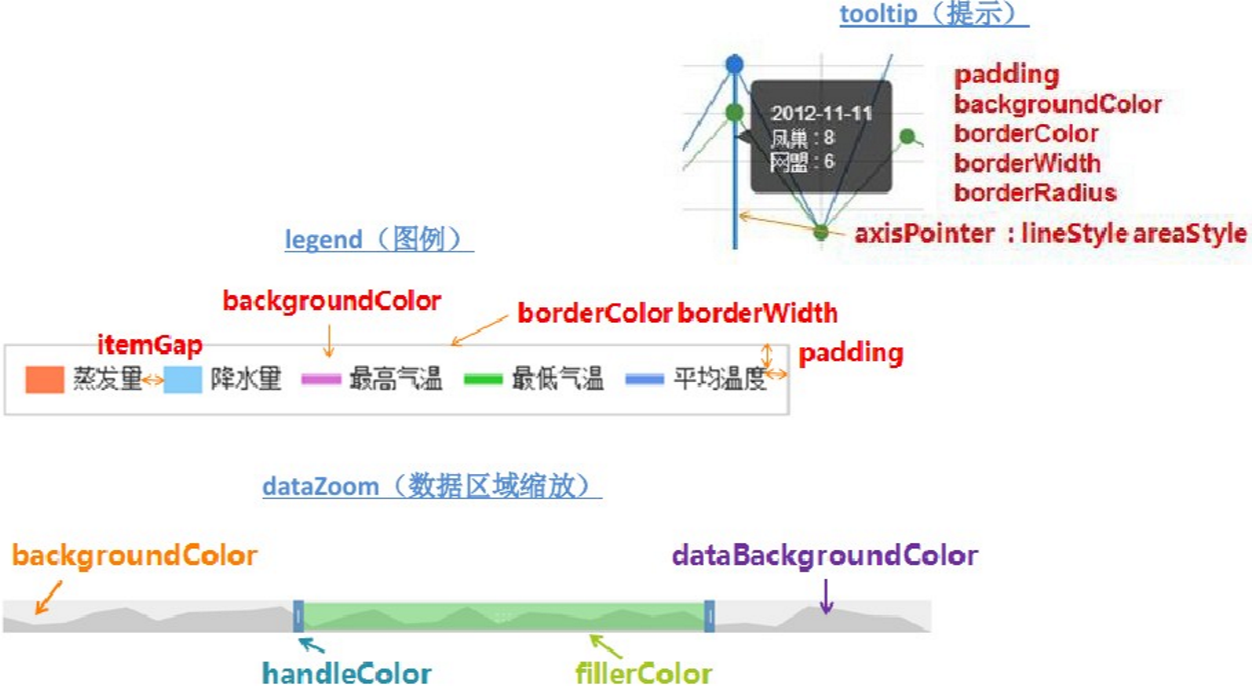 tooltip（提示）
padding
backgroundColor
borderColor
borderWidth
borderRadius
axisPointer : lineStyle areaStyle
2012-11-11
凤巢 : 8
网盟 : 6
legend（图例）
backgroundColor
borderColor borderWidth
itemGap
padding
蒸发量 降水量 最高气温 最低气温 平均温度
dataZoom（数据区域缩放）
backgroundColor
dataBackgroundColor
handleColor
fillerColor